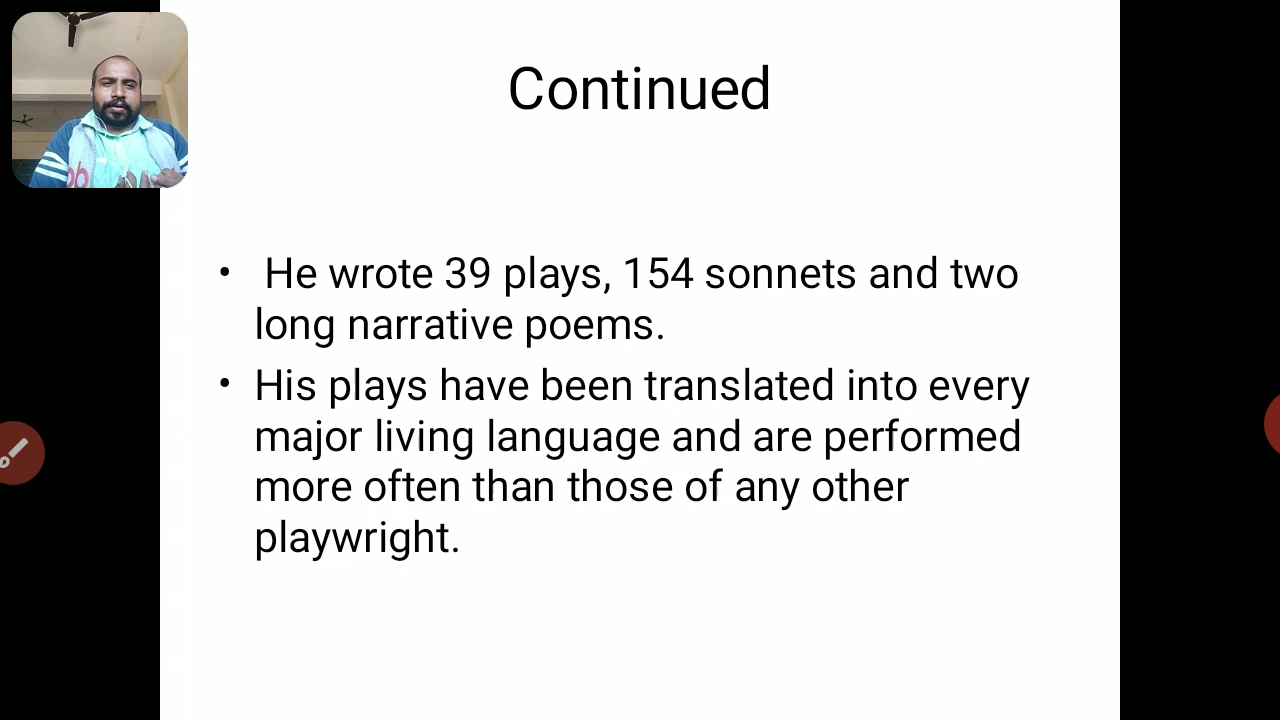 Continued
• He wrote 39 plays, 154 sonnets and two
long narrative poems.
• His plays have been translated into every
major living language and are performed
more often than those of any other
playwright.